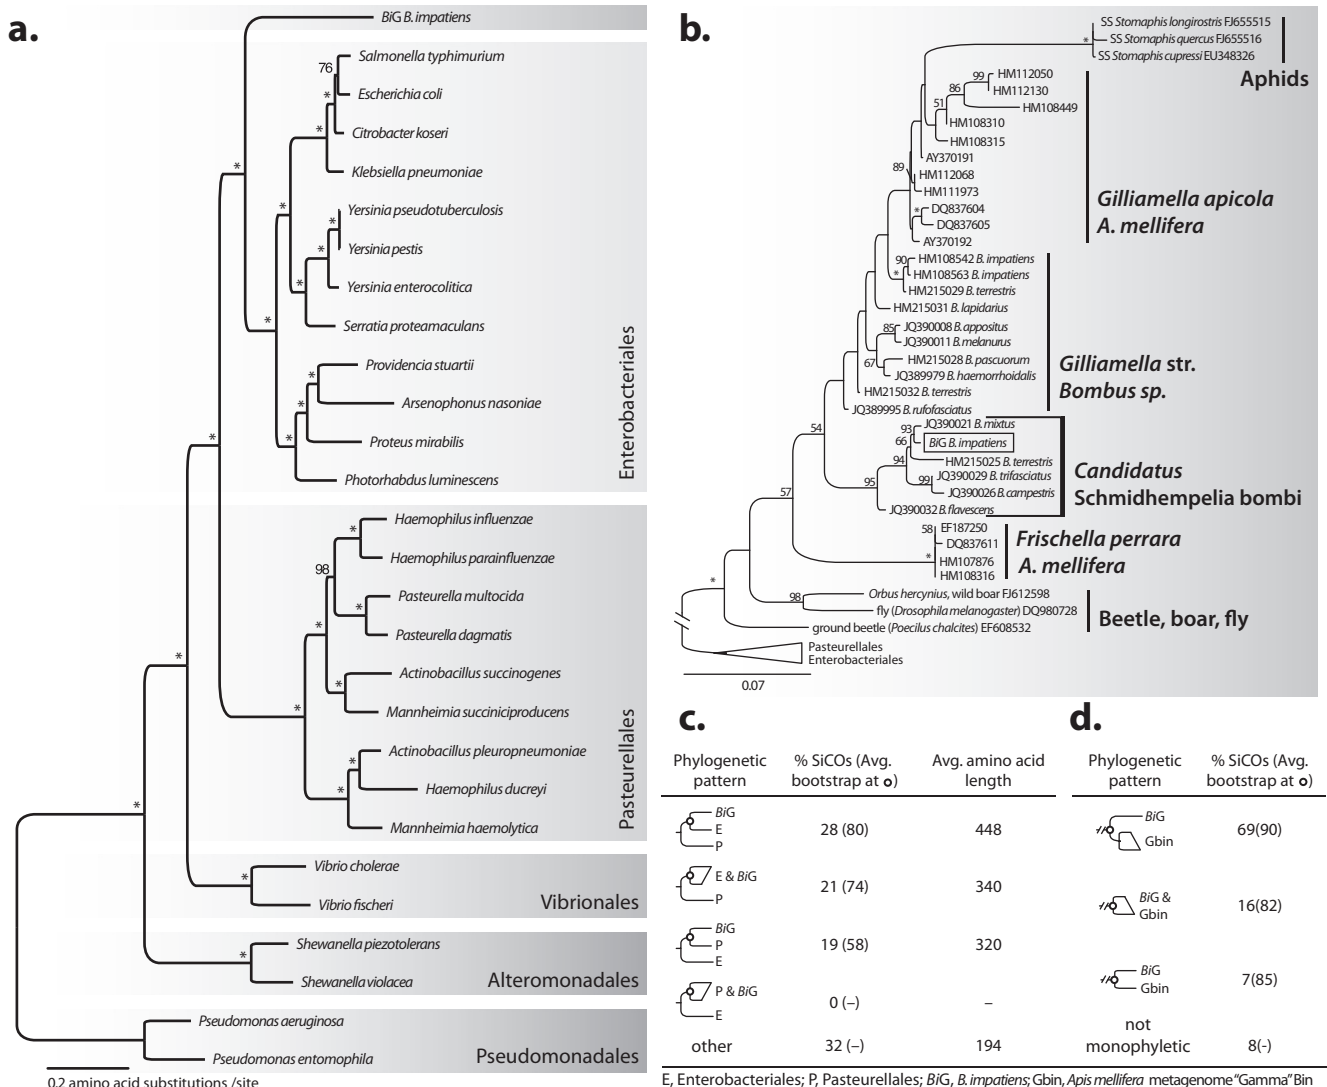 a.
BiG B. impatiens
Salmonella typhimurium
76
Escherichia coli
*
Citrobacter koseri
*
Klebsiella pneumoniae
*
Yersinia pseudotuberculosis
*
*
Yersinia pestis
*
Yersinia enterocolitica
*
*
Serratia proteamaculans
Providencia stuartii
*
Arsenophonus nasoniae
*
Proteus mirabilis
*
*
Photorhabdus luminescens
Enterobacteriales
Haemophilus influenzae
*
Haemophilus parainfluenzae
98
Pasteurella multocida
*
Pasteurella dagmatis
*
Actinobacillus succinogenes
*
*
Mannheimia succiniciproducens
*
Actinobacillus pleuropneumoniae
*
Haemophilus ducreyi
*
Mannheimia haemolytica
*
Pasteurellales
Vibrio cholerae
*
Vibrio fischeri
Vibrionales
Shewanella piezotolerans
*
Shewanella violacea
Alteromonadales
Pseudomonas aeruginosa
Pseudomonas entomophila
Pseudomonadales
0.2 amino acid substitutions /site
b.
SS Stomaphis longirostris FJ655515
* SS Stomaphis quercus FJ655516
SS Stomaphis cupressi EU348326
Aphids
99 HM112050
86 HM112130
51 HM108449
HM108310
HM108315
AY370191
89 HM112068
HM111973
* DQ837604
DQ837605
AY370192
Gilliamella apicola
A. mellifera
90 HM108542 B. impatiens
* HM108563 B. impatiens
HM215029 B. terrestris
HM215031 B. lapidarius
85 JQ390008 B. appositus
JQ390011 B. melanurus
67 HM215028 B. pascuorum
JQ389979 B. haemorrhoidalis
HM215032 B. terrestris
JQ389995 B. rufofasciatus
Gilliamella str.
Bombus sp.
54
93 JQ390021 B. mixtus
66 BiG B. impatiens
94 HM215025 B. terrestris
99 JQ390029 B. trifasciatus
95 JQ390026 B. campestris
JQ390032 B. flavescens
Candidatus
Schmidhempelia bombi
57
58 EF187250
DQ837611
* HM107876
HM108316
Frischella perrara
A. mellifera
*
98 Orbus hercynius, wild boar FJ612598
fly (Drosophila melanogaster) DQ980728
ground beetle (Poecilus chalcites) EF608532
Beetle, boar, fly
Pasteurellales
Enterobacteriales
0.07
c.
Phylogenetic pattern
% SiCOs (Avg. bootstrap at o)
Avg. amino acid length
BiG
E 28 (80) 448
P
E & BiG 21 (74) 340
P
BiG
P 19 (58) 320
E
P & BiG 0 (–) –
E
other 32 (–) 194
d.
Phylogenetic pattern
% SiCOs (Avg. bootstrap at o)
BiG
Gbin 69(90)
BiG & Gbin 16(82)
BiG
Gbin 7(85)
not monophyletic 8(-)
E, Enterobacteriales; P, Pasteurellales; BiG, B. impatiens; Gbin, Apis mellifera metagenome "Gamma" Bin